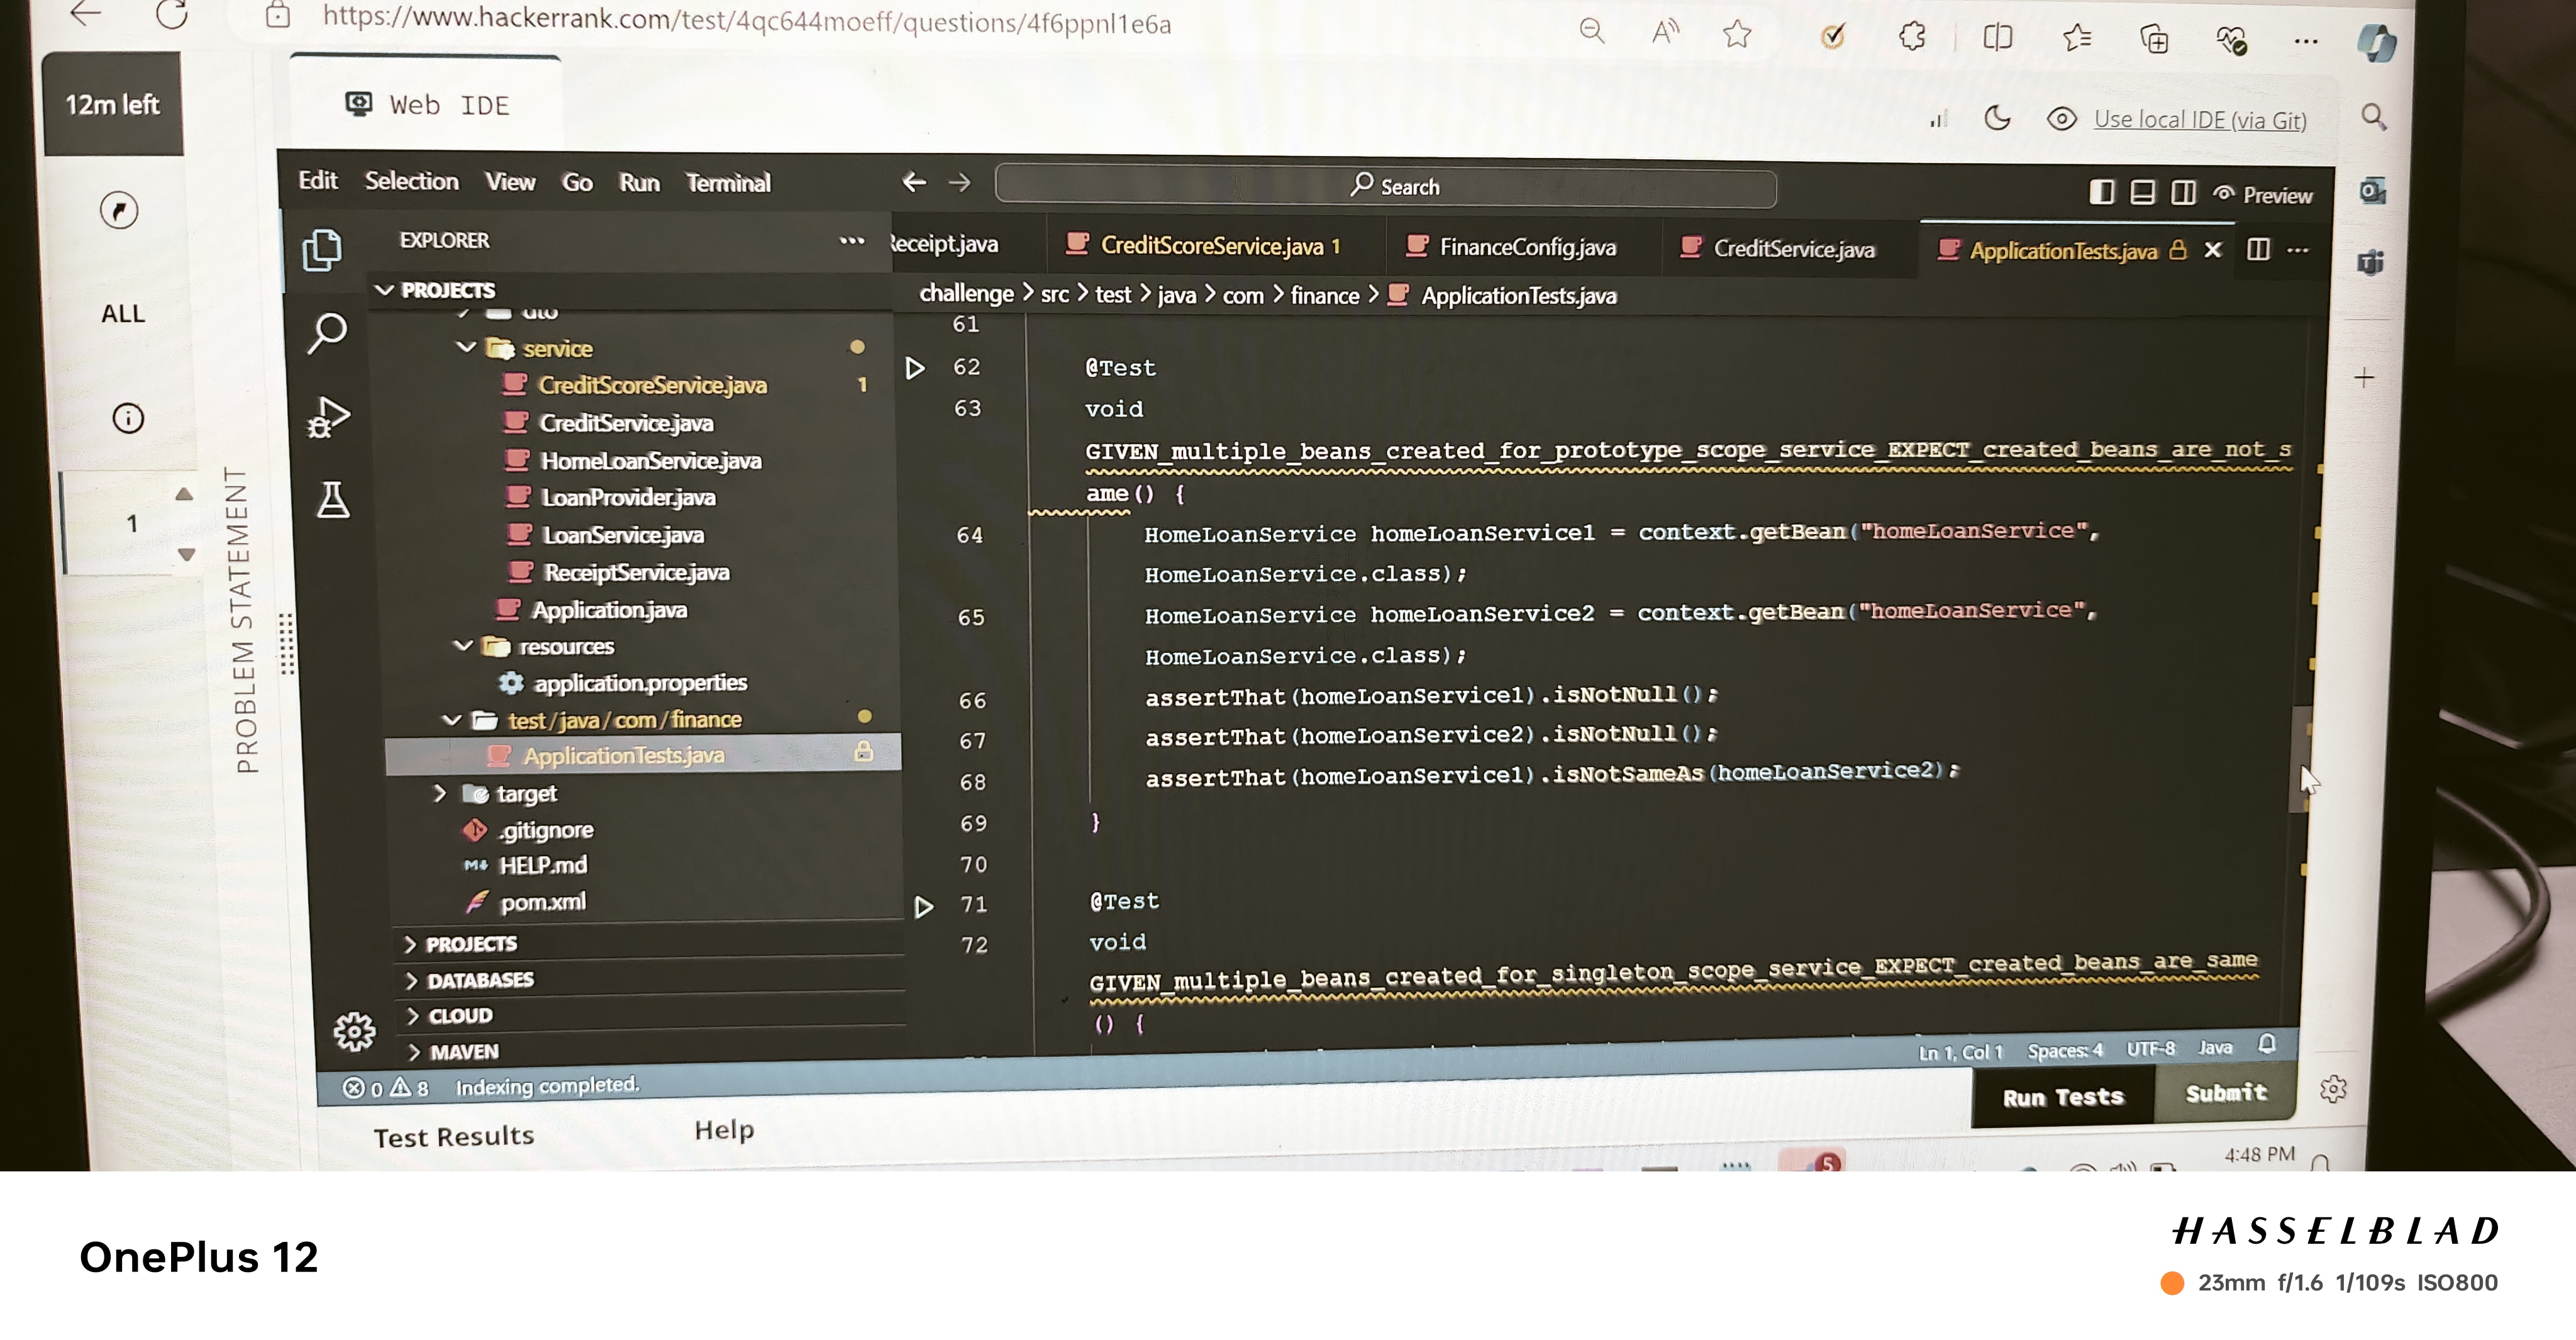 https://www.hackerrank.com/test/4qc644moeff/questions/4f6ppnl1e6a
12m left
Web IDE
Use local IDE (via Git)
Edit Selection View Go Run Terminal
Search
Preview
EXPLORER
Receipt.java
CreditScoreService.java 1
FinanceConfig.java
CreditService.java
ApplicationTests.java
PROJECTS
challenge > src > test > java > com > finance > ApplicationTests.java
ALL
1
PROBLEM STATEMENT
dto
service
CreditScoreService.java 1
CreditService.java
HomeLoanService.java
LoanProvider.java
LoanService.java
ReceiptService.java
Application.java
resources
application.properties
test/java/com/finance
ApplicationTests.java
target
.gitignore
HELP.md
pom.xml
PROJECTS
DATABASES
CLOUD
MAVEN
61
62 @Test
63 void
GIVEN_multiple_beans_created_for_prototype_scope_service_EXPECT_created_beans_are_not_s
ame() {
64 HomeLoanService homeLoanService1 = context.getBean("homeLoanService",
HomeLoanService.class);
65 HomeLoanService homeLoanService2 = context.getBean("homeLoanService",
HomeLoanService.class);
66 assertThat(homeLoanService1).isNotNull();
67 assertThat(homeLoanService2).isNotNull();
68 assertThat(homeLoanService1).isNotSameAs(homeLoanService2);
69 }
70
71 @Test
72 void
GIVEN_multiple_beans_created_for_singleton_scope_service_EXPECT_created_beans_are_same
() {
0 8 Indexing completed.
Ln 1, Col 1 Spaces: 4 UTF-8 Java
Run Tests
Submit
Test Results
Help
5
4:48 PM
OnePlus 12
HASSELBLAD
23mm f/1.6 1/109s ISO800